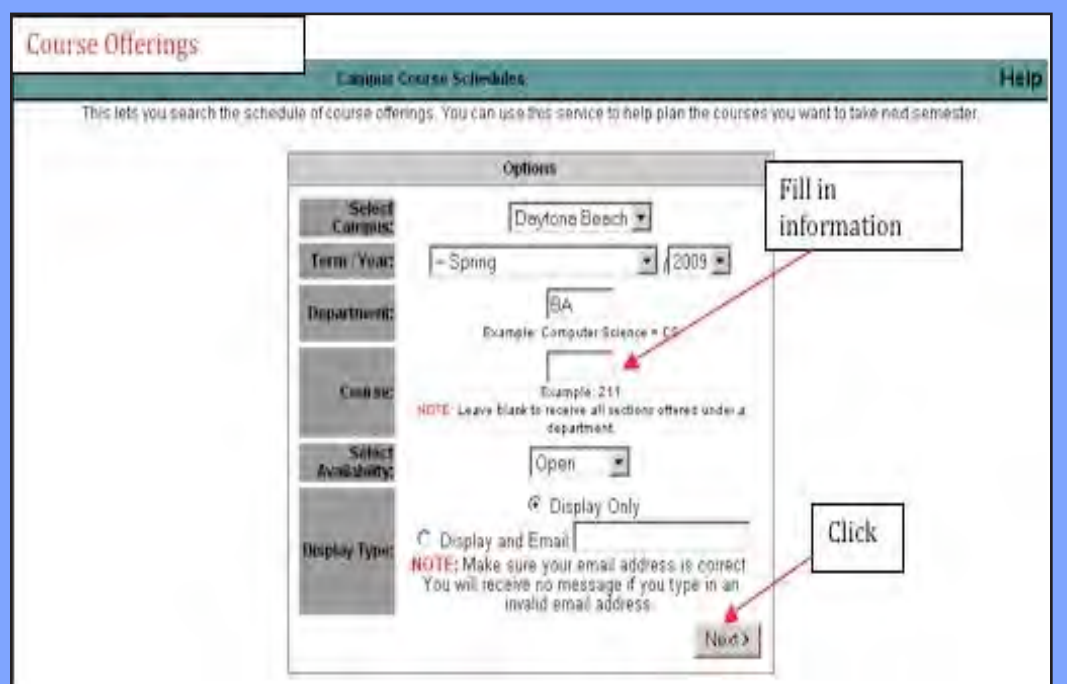 Course Offerings
Campus Course Schedules
Help
This lets you search the schedule of course offerings. You can use this service to help plan the courses you want to take next semester.
Options
Select
Campus:
Daytona Beach
Fill in
information
Term / Year:
- Spring / 2009
Department:
BA
Example: Computer Science = CS
Course:
Example: 211
NOTE: Leave blank to receive all sections offered under a
department.
Select
Availability:
Open
Display Type:
Display Only
Display and Email
NOTE: Make sure your email address is correct
You will receive no message if you type in an
invalid email address.
Click
Next >